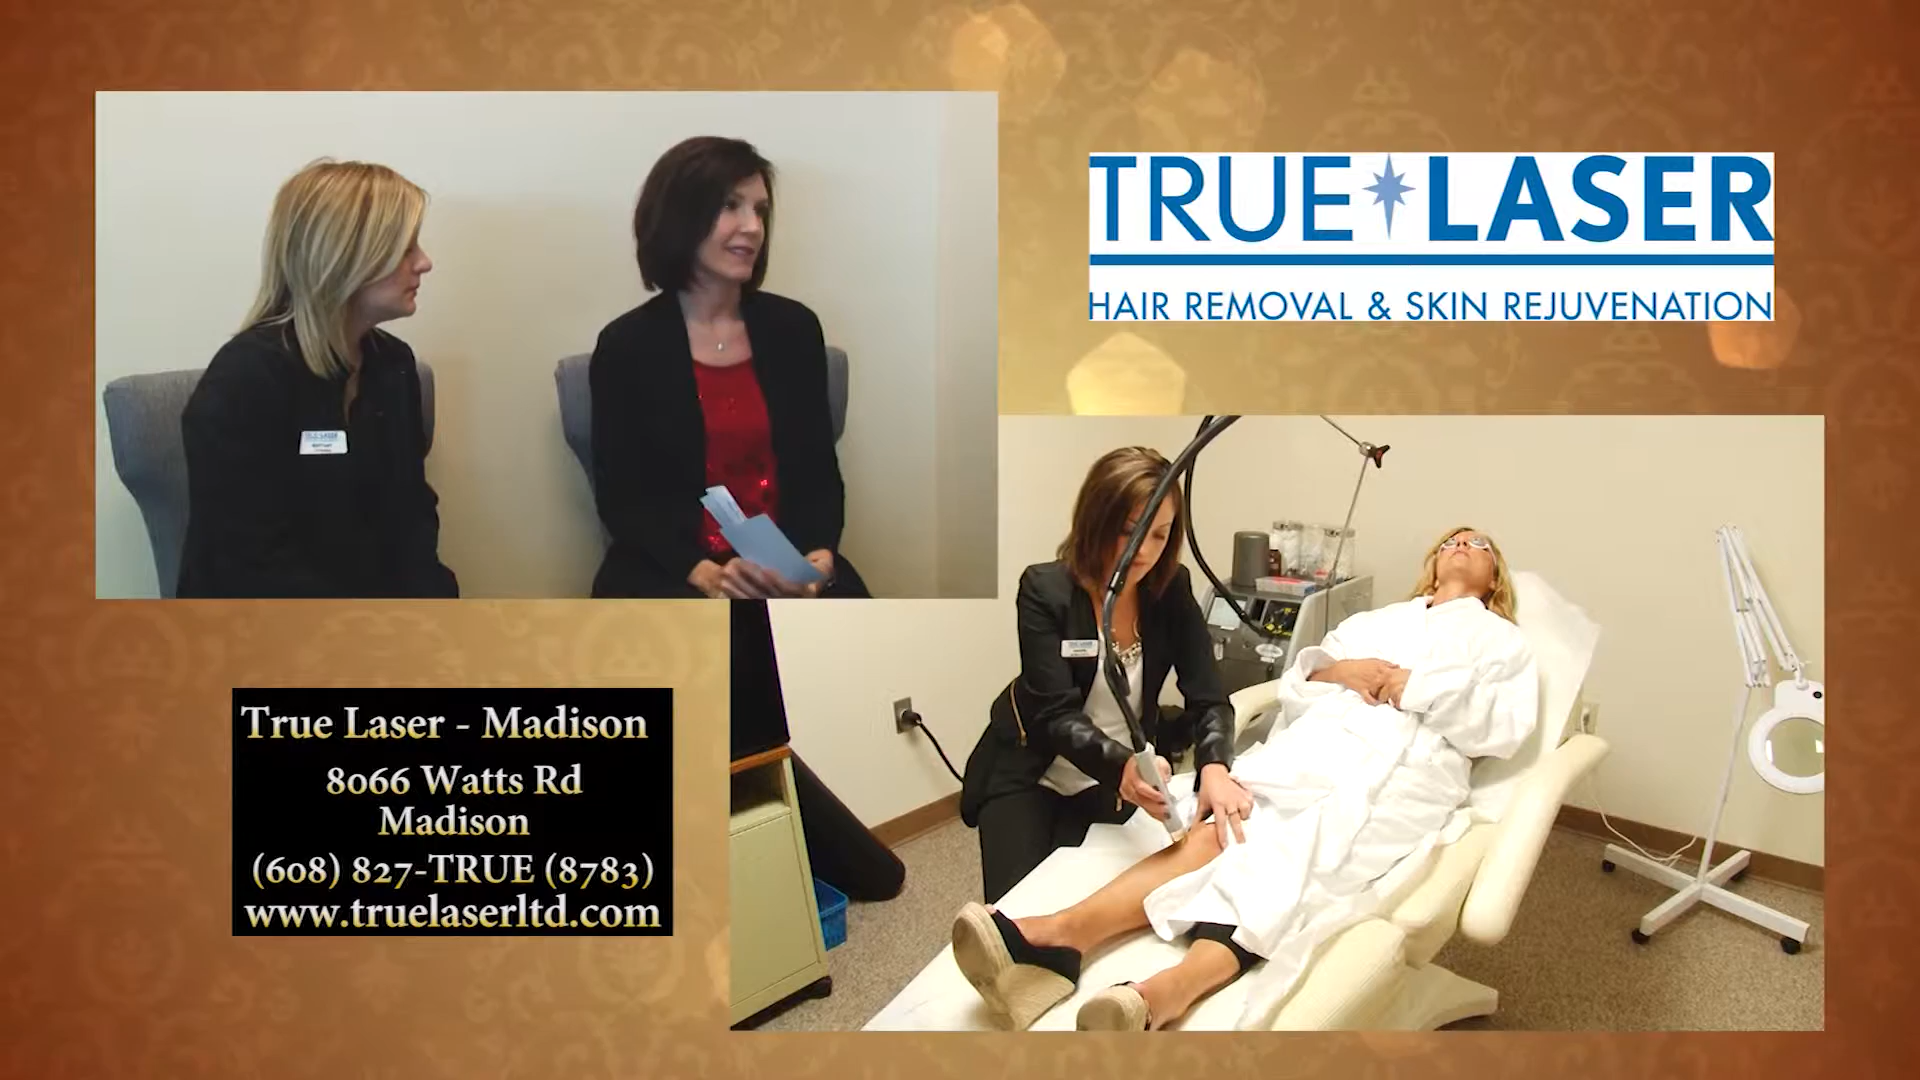 TRUE LASER
HAIR REMOVAL & SKIN REJUVENATION
True Laser - Madison
8066 Watts Rd
Madison
(608) 827-TRUE (8783)
www.truelaserltd.com